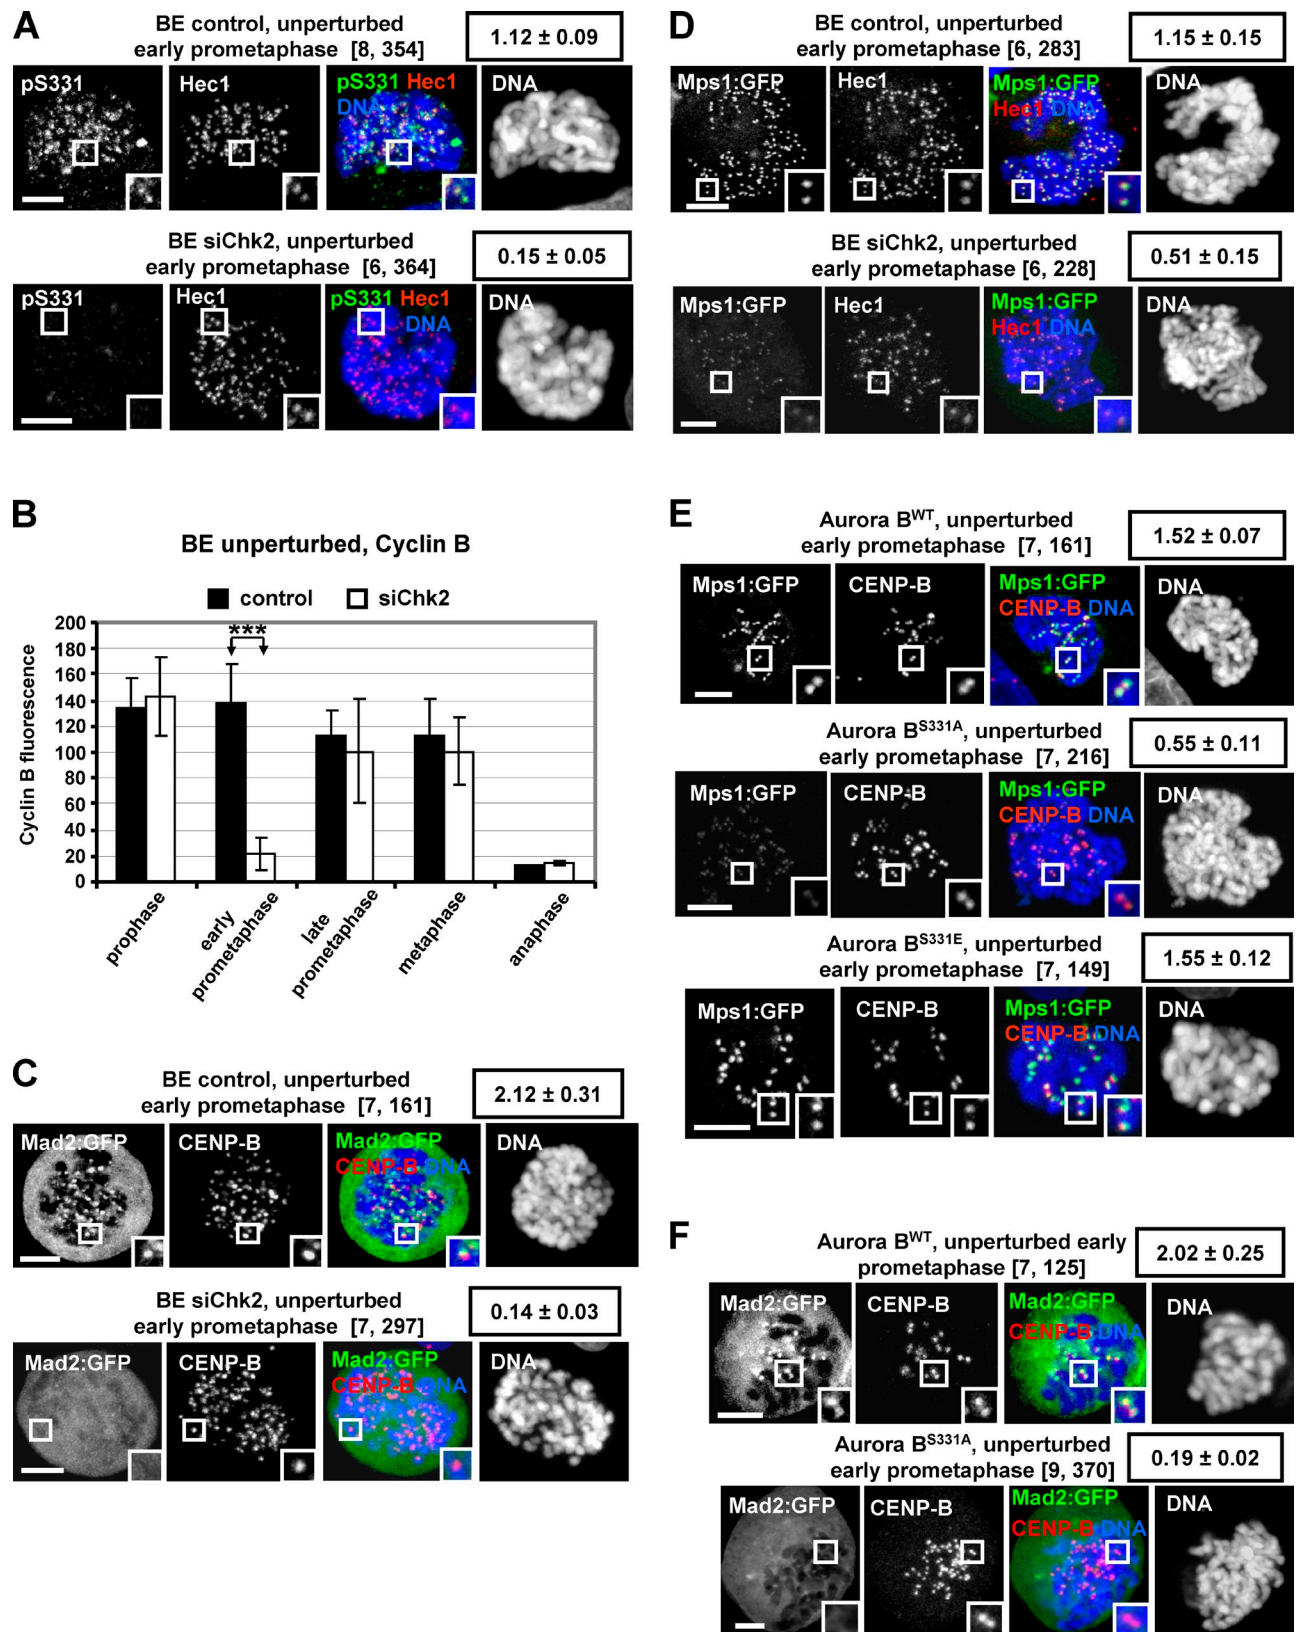 A
BE control, unperturbed
early prometaphase [8, 354]
1.12 ± 0.09
pS331
Hec1
pS331 Hec1
DNA
DNA
BE siChk2, unperturbed
early prometaphase [6, 364]
0.15 ± 0.05
pS331
Hec1
pS331 Hec1
DNA
DNA
B
BE unperturbed, Cyclin B
control
siChk2
***
Cyclin B fluorescence
200
180
160
140
120
100
80
60
40
20
0
prophase
early
prometaphase
late
prometaphase
metaphase
anaphase
C
BE control, unperturbed
early prometaphase [7, 161]
2.12 ± 0.31
Mad2:GFP
CENP-B
Mad2:GFP
CENP-B DNA
DNA
BE siChk2, unperturbed
early prometaphase [7, 297]
0.14 ± 0.03
Mad2:GFP
CENP-B
Mad2:GFP
CENP-B DNA
DNA
D
BE control, unperturbed
early prometaphase [6, 283]
1.15 ± 0.15
Mps1:GFP
Hec1
Mps1:GFP
Hec1 DNA
DNA
BE siChk2, unperturbed
early prometaphase [6, 228]
0.51 ± 0.15
Mps1:GFP
Hec1
Mps1:GFP
Hec1 DNA
DNA
E
Aurora B^WT, unperturbed
early prometaphase [7, 161]
1.52 ± 0.07
Mps1:GFP
CENP-B
Mps1:GFP
CENP-B DNA
DNA
Aurora B^S331A, unperturbed
early prometaphase [7, 216]
0.55 ± 0.11
Mps1:GFP
CENP-B
Mps1:GFP
CENP-B DNA
DNA
Aurora B^S331E, unperturbed
early prometaphase [7, 149]
1.55 ± 0.12
Mps1:GFP
CENP-B
Mps1:GFP
CENP-B DNA
DNA
F
Aurora B^WT, unperturbed early
prometaphase [7, 125]
2.02 ± 0.25
Mad2:GFP
CENP-B
Mad2:GFP
CENP-B DNA
DNA
Aurora B^S331A, unperturbed
early prometaphase [9, 370]
0.19 ± 0.02
Mad2:GFP
CENP-B
Mad2:GFP
CENP-B DNA
DNA